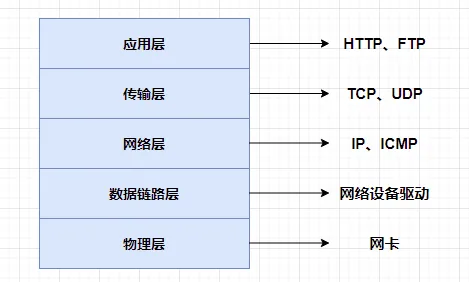 应用层 HTTP、FTP
传输层 TCP、UDP
网络层 IP、ICMP
数据链路层 网络设备驱动
物理层 网卡